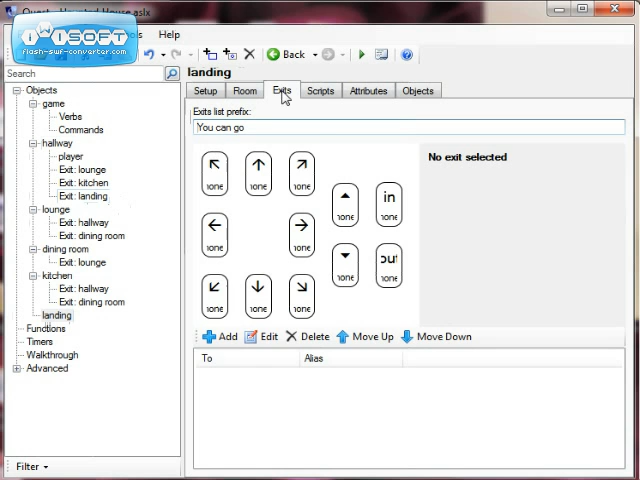 Quest - Haunted House.aslx
iWiSOFT
flash-swf-converter.com
Help
Back
Search
Objects
game
Verbs
Commands
hallway
player
Exit: lounge
Exit: kitchen
Exit: landing
lounge
Exit: hallway
Exit: dining room
dining room
Exit: lounge
kitchen
Exit: hallway
Exit: dining room
landing
Functions
Timers
Walkthrough
Advanced
Filter
landing
Setup Room Exits Scripts Attributes Objects
Exits list prefix:
You can go
No exit selected
in
out
Add Edit Delete Move Up Move Down
To Alias